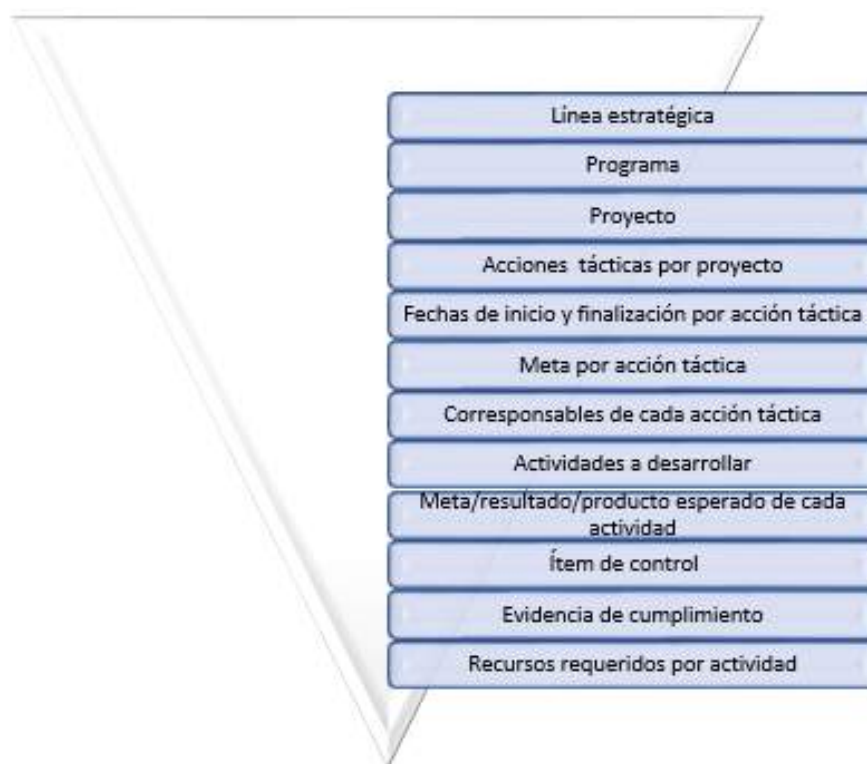 Línea estratégica
Programa
Proyecto
Acciones tácticas por proyecto
Fechas de inicio y finalización por acción táctica
Meta por acción táctica
Corresponsables de cada acción táctica
Actividades a desarrollar
Meta/resultado/producto esperado de cada
actividad
Ítem de control
Evidencia de cumplimiento
Recursos requeridos por actividad